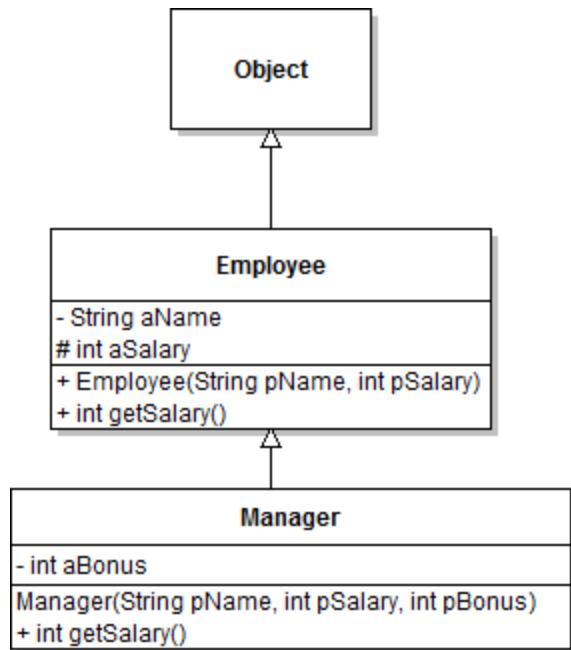 Object
Employee
- String aName
# int aSalary
+ Employee(String pName, int pSalary)
+ int getSalary()
Manager
- int aBonus
Manager(String pName, int pSalary, int pBonus)
+ int getSalary()